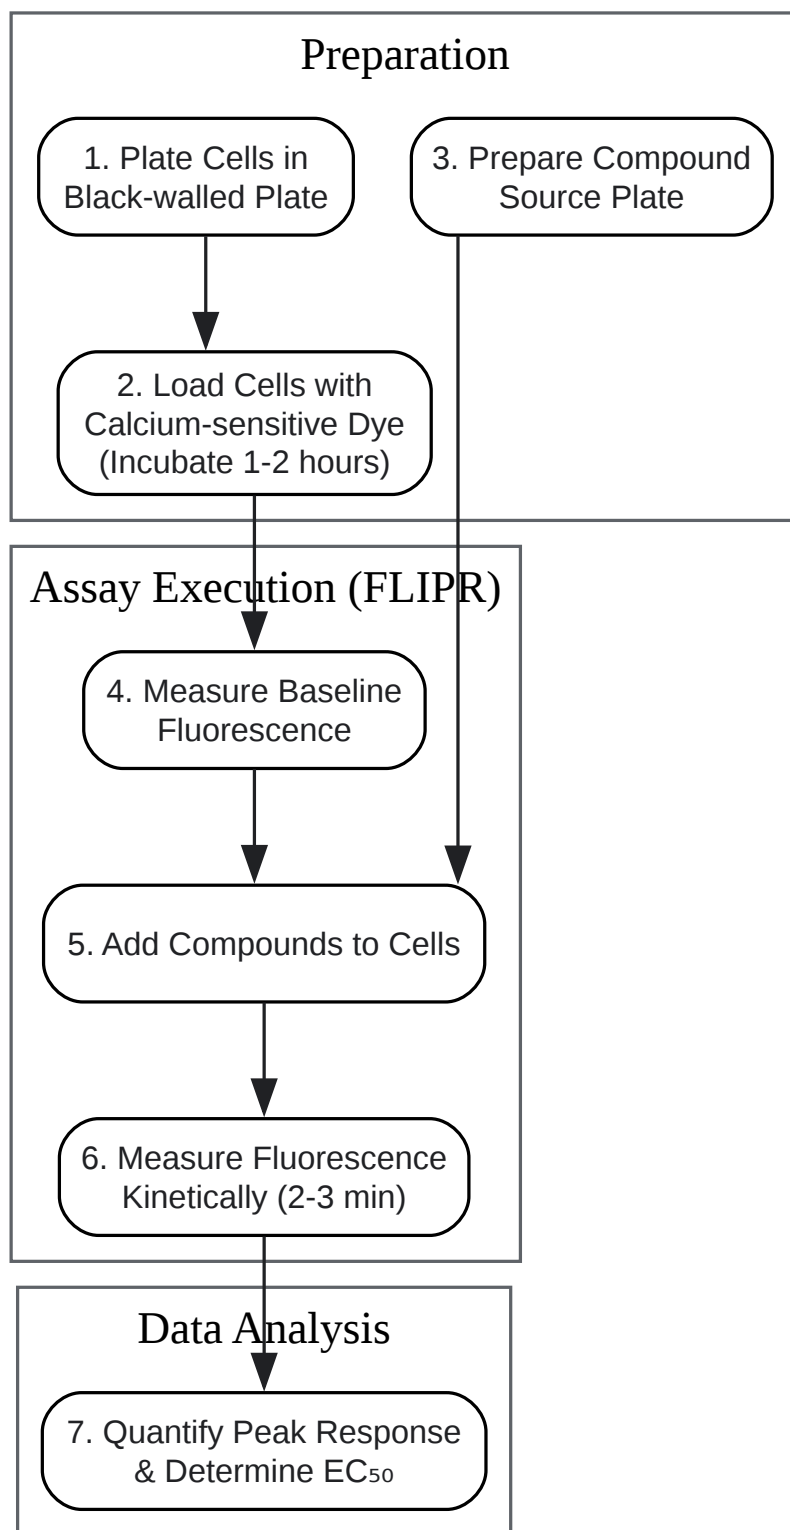 Preparation
1. Plate Cells in
Black-walled Plate
3. Prepare Compound
Source Plate
2. Load Cells with
Calcium-sensitive Dye
(Incubate 1-2 hours)
Assay Execution (FLIPR)
4. Measure Baseline
Fluorescence
5. Add Compounds to Cells
6. Measure Fluorescence
Kinetically (2-3 min)
Data Analysis
7. Quantify Peak Response
& Determine EC₅₀